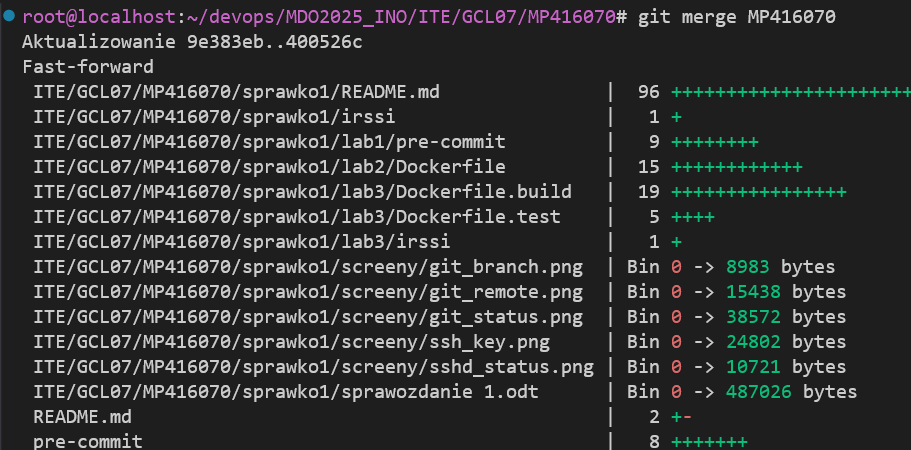 root@localhost:~/devops/MDO2025_INO/ITE/GCL07/MP416070# git merge MP416070
Aktualizowanie 9e383eb..400526c
Fast-forward
 ITE/GCL07/MP416070/sprawko1/README.md               |  96 ++++++++++++++++++++++
 ITE/GCL07/MP416070/sprawko1/irssi                   |   1 +
 ITE/GCL07/MP416070/sprawko1/lab1/pre-commit         |   9 ++++++++
 ITE/GCL07/MP416070/sprawko1/lab2/Dockerfile         |  15 ++++++++++++
 ITE/GCL07/MP416070/sprawko1/lab3/Dockerfile.build   |  19 ++++++++++++++++
 ITE/GCL07/MP416070/sprawko1/lab3/Dockerfile.test    |   5 ++++
 ITE/GCL07/MP416070/sprawko1/lab3/irssi              |   1 +
 ITE/GCL07/MP416070/sprawko1/screeny/git_branch.png  | Bin 0 -> 8983 bytes
 ITE/GCL07/MP416070/sprawko1/screeny/git_remote.png  | Bin 0 -> 15438 bytes
 ITE/GCL07/MP416070/sprawko1/screeny/git_status.png  | Bin 0 -> 38572 bytes
 ITE/GCL07/MP416070/sprawko1/screeny/ssh_key.png     | Bin 0 -> 24802 bytes
 ITE/GCL07/MP416070/sprawko1/screeny/sshd_status.png | Bin 0 -> 10721 bytes
 ITE/GCL07/MP416070/sprawko1/sprawozdanie 1.odt      | Bin 0 -> 487026 bytes
 README.md                                           |   2 +-
 pre-commit                                          |   8 +++++++